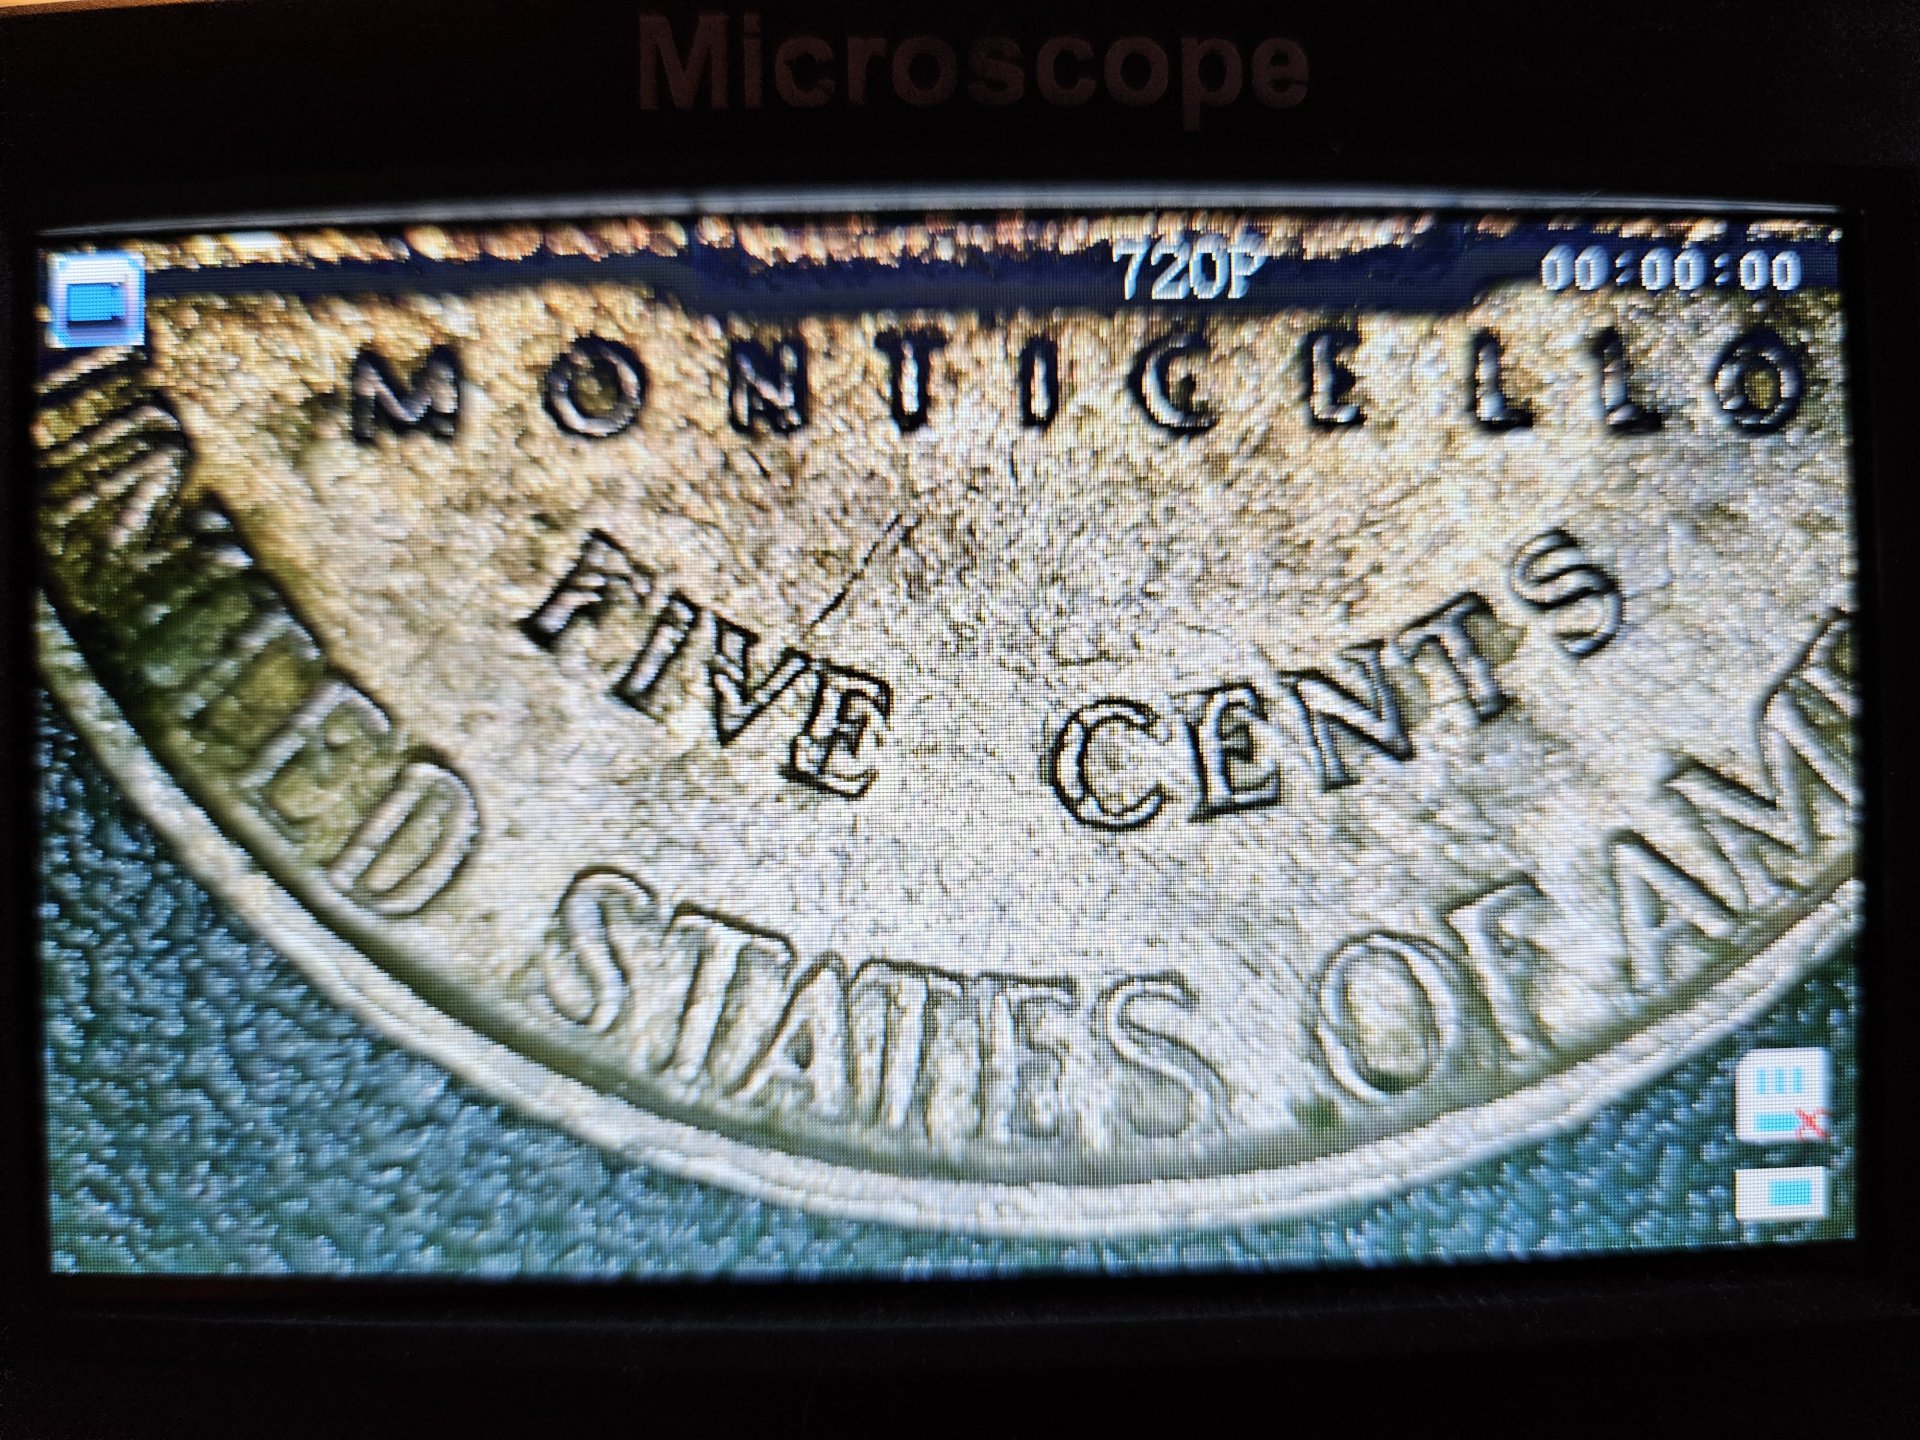 Microscope
720P 00:00:00
MONTICELLO
FIVE CENTS
UNITED STATES OF AM